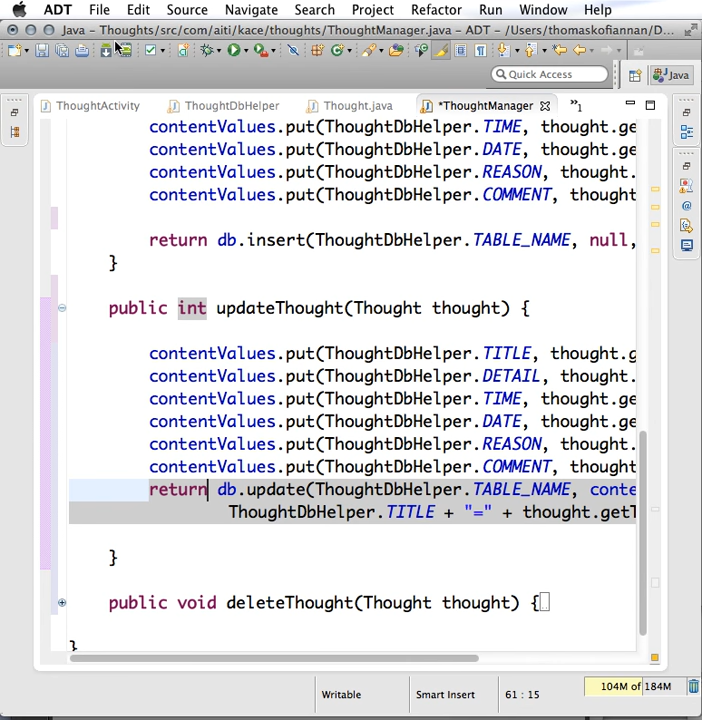 ADT File Edit Source Navigate Search Project Refactor Run Window Help
Java – Thoughts/src/com/aiti/kace/thoughts/ThoughtManager.java – ADT – /Users/thomaskofiannan/D...
Quick Access
Java
ThoughtActivity ThoughtDbHelper Thought.java *ThoughtManager »1
contentValues.put(ThoughtDbHelper.TIME, thought.ge
contentValues.put(ThoughtDbHelper.DATE, thought.ge
contentValues.put(ThoughtDbHelper.REASON, thought.
contentValues.put(ThoughtDbHelper.COMMENT, thought
return db.insert(ThoughtDbHelper.TABLE_NAME, null,
}
public int updateThought(Thought thought) {
contentValues.put(ThoughtDbHelper.TITLE, thought.g
contentValues.put(ThoughtDbHelper.DETAIL, thought.
contentValues.put(ThoughtDbHelper.TIME, thought.ge
contentValues.put(ThoughtDbHelper.DATE, thought.ge
contentValues.put(ThoughtDbHelper.REASON, thought.
contentValues.put(ThoughtDbHelper.COMMENT, thought
return db.update(ThoughtDbHelper.TABLE_NAME, conte
ThoughtDbHelper.TITLE + "=" + thought.getT
}
public void deleteThought(Thought thought) {
}
Writable Smart Insert 61 : 15 104M of 184M